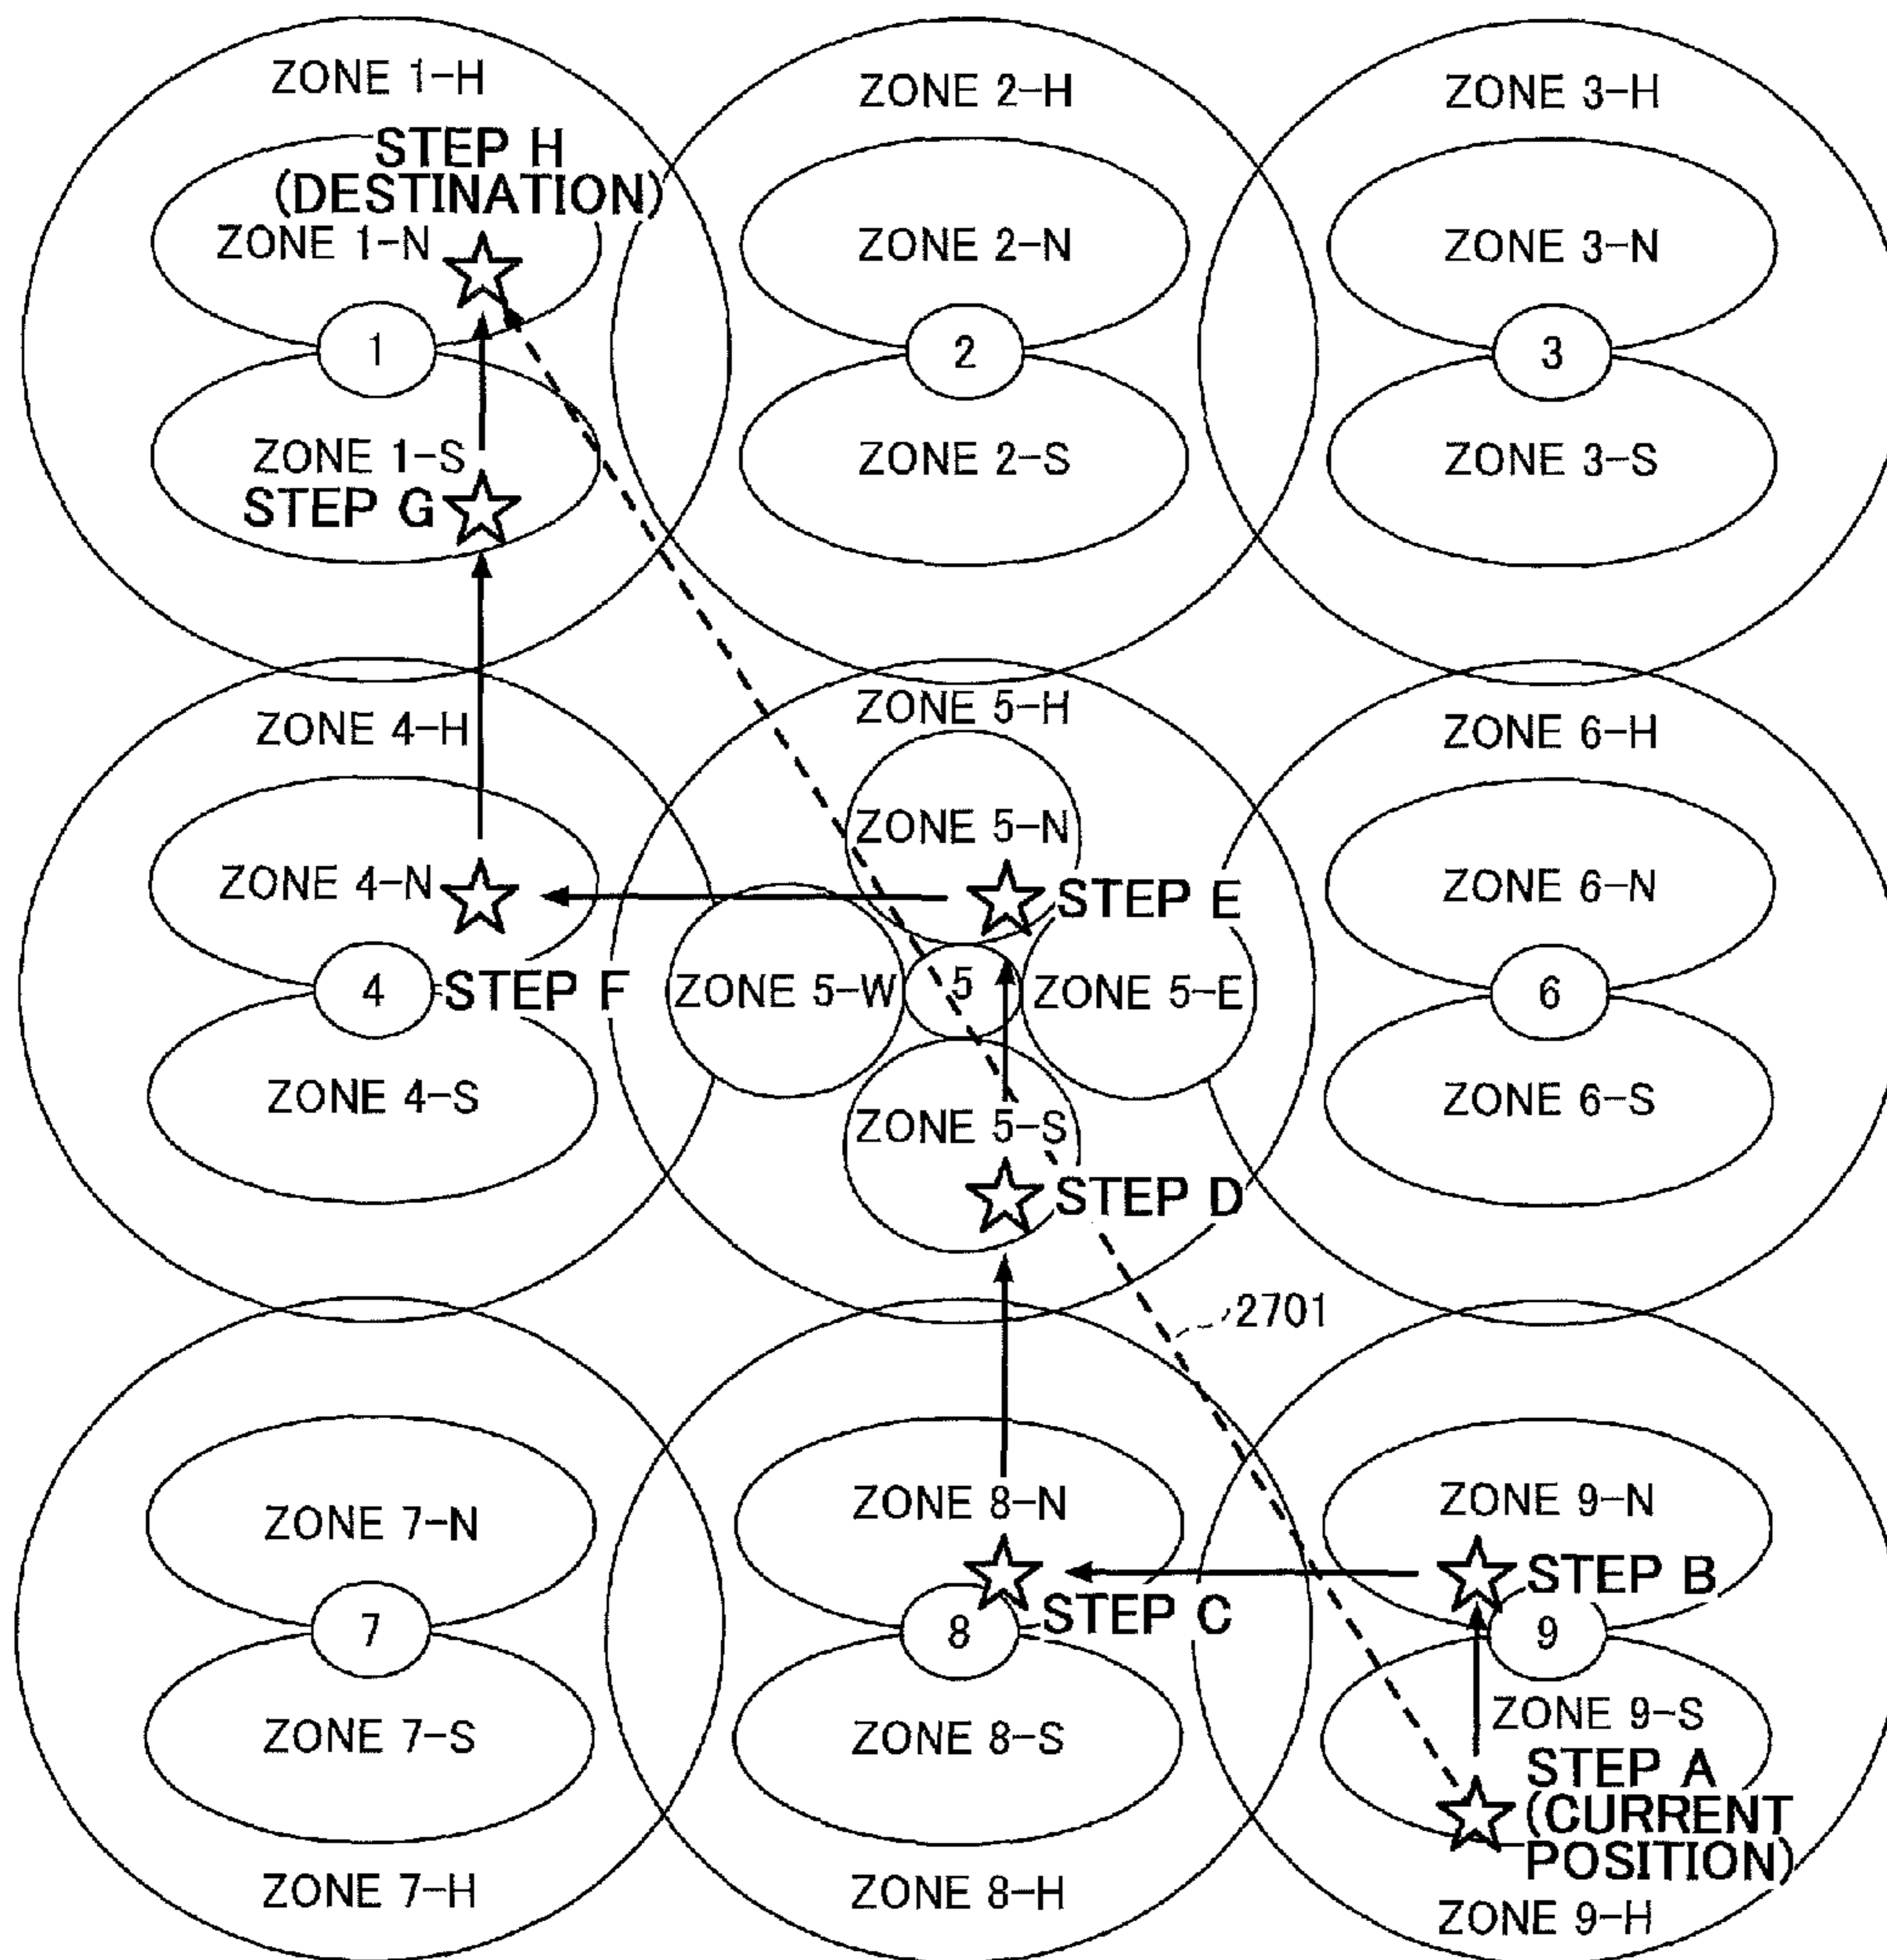 ZONE 1-H
ZONE 2-H
ZONE 3-H
STEP H
(DESTINATION)
ZONE 1-N
ZONE 2-N
ZONE 3-N
1
2
3
ZONE 1-S
ZONE 2-S
ZONE 3-S
STEP G
ZONE 4-H
ZONE 5-H
ZONE 6-H
ZONE 4-N
ZONE 5-N
ZONE 6-N
STEP E
4
STEP F
ZONE 5-W
5
ZONE 5-E
6
ZONE 4-S
ZONE 5-S
ZONE 6-S
STEP D
2701
ZONE 7-N
ZONE 8-N
ZONE 9-N
STEP B
STEP C
7
8
9
ZONE 7-S
ZONE 8-S
ZONE 9-S
STEP A
(CURRENT
POSITION)
ZONE 7-H
ZONE 8-H
ZONE 9-H